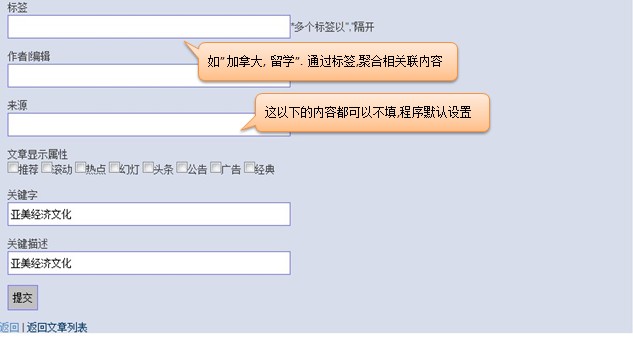 标签
*多个标签以","隔开
如"加拿大, 留学". 通过标签,聚合相关联内容
作者|编辑
来源
这以下的内容都可以不填,程序默认设置
文章显示属性
推荐 滚动 热点 幻灯 头条 公告 广告 经典
关键字
亚美经济文化
关键描述
亚美经济文化
提交
返回 | 返回文章列表